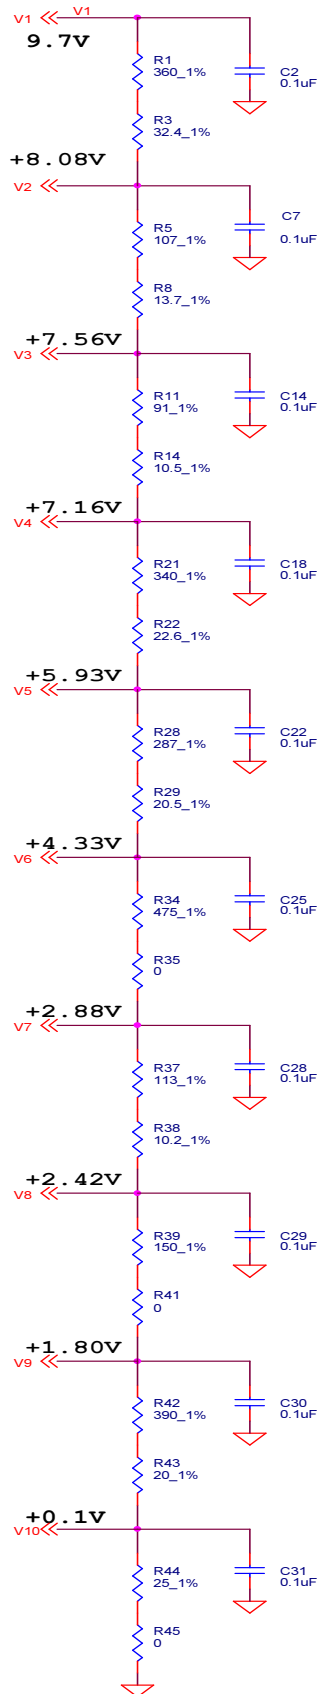 V1 V1
9.7V
R1
360_1%
C2
0.1uF
R3
32.4_1%
+8.08V
V2
R5
107_1%
C7
0.1uF
R8
13.7_1%
+7.56V
V3
R11
91_1%
C14
0.1uF
R14
10.5_1%
+7.16V
V4
R21
340_1%
C18
0.1uF
R22
22.6_1%
+5.93V
V5
R28
287_1%
C22
0.1uF
R29
20.5_1%
+4.33V
V6
R34
475_1%
C25
0.1uF
R35
0
+2.88V
V7
R37
113_1%
C28
0.1uF
R38
10.2_1%
+2.42V
V8
R39
150_1%
C29
0.1uF
R41
0
+1.80V
V9
R42
390_1%
C30
0.1uF
R43
20_1%
+0.1V
V10
R44
25_1%
C31
0.1uF
R45
0